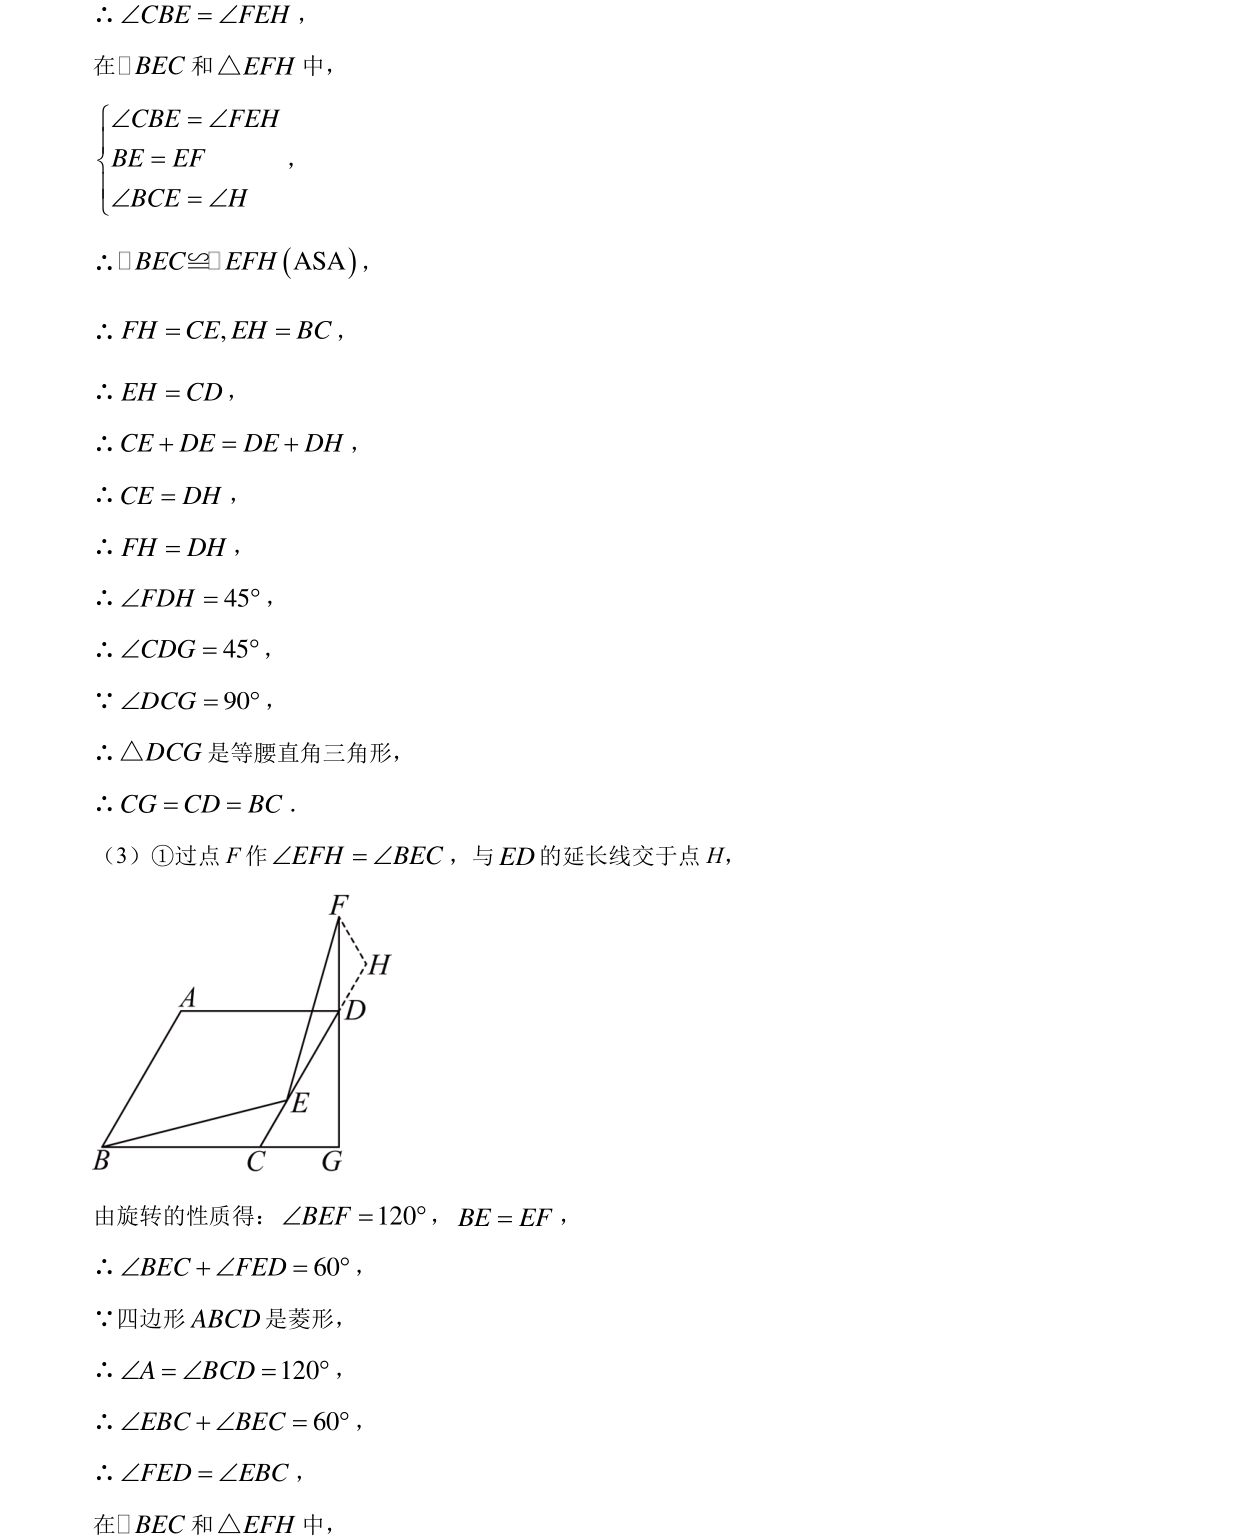 ∴∠CBE = ∠FEH，
在□BEC 和△EFH 中，
∠CBE = ∠FEH
BE = EF ，
∠BCE = ∠H
∴□BEC≌□EFH(ASA)，
∴FH = CE, EH = BC，
∴EH = CD，
∴CE + DE = DE + DH，
∴CE = DH，
∴FH = DH，
∴∠FDH = 45°，
∴∠CDG = 45°，
∵∠DCG = 90°，
∴△DCG 是等腰直角三角形，
∴CG = CD = BC．
（3）①过点 F 作∠EFH = ∠BEC，与 ED 的延长线交于点 H，
F
H
A
D
E
B C G
由旋转的性质得：∠BEF = 120°，BE = EF，
∴∠BEC + ∠FED = 60°，
∵四边形 ABCD 是菱形，
∴∠A = ∠BCD = 120°，
∴∠EBC + ∠BEC = 60°，
∴∠FED = ∠EBC，
在□BEC 和△EFH 中，